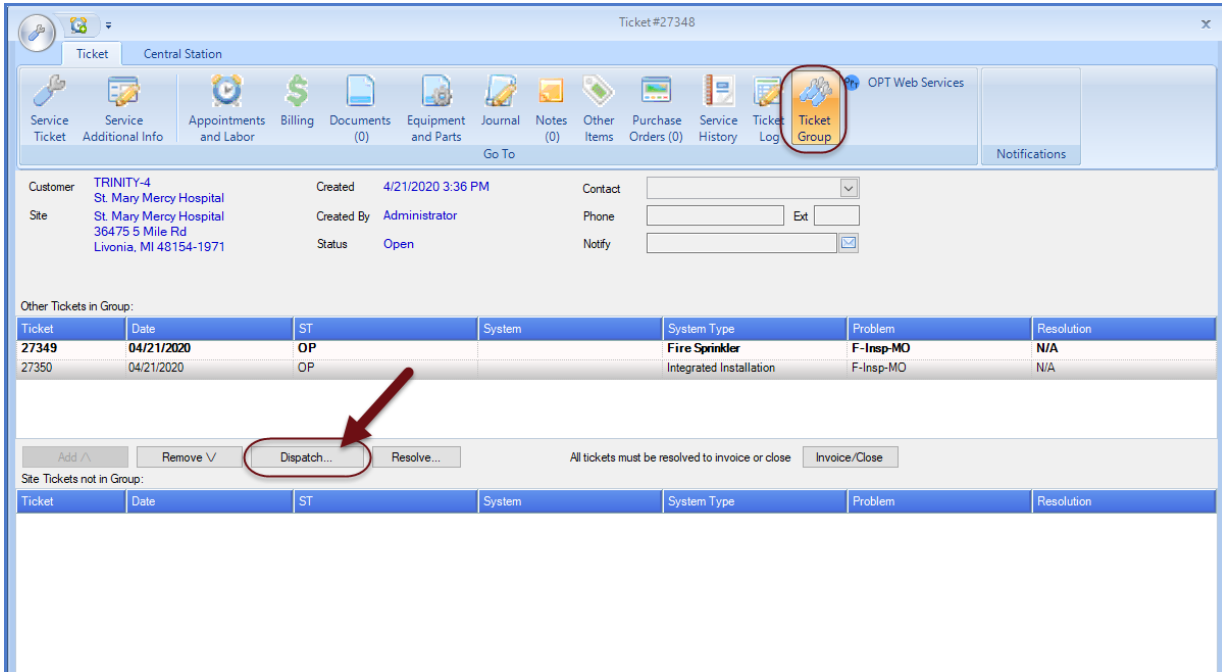 Ticket#27348
x
Ticket Central Station
Service Ticket
Service Additional Info
Appointments and Labor
Billing
Documents (0)
Equipment and Parts
Journal
Notes (0)
Other Items
Purchase Orders (0)
Service History
Ticket Log
Ticket Group
OPT Web Services
Go To
Notifications
Customer TRINITY-4 Created 4/21/2020 3:36 PM Contact
St. Mary Mercy Hospital
Site St. Mary Mercy Hospital Created By Administrator Phone Ext
36475 5 Mile Rd
Livonia, MI 48154-1971 Status Open Notify
Other Tickets in Group:
Ticket Date ST System System Type Problem Resolution
27349 04/21/2020 OP Fire Sprinkler F-Insp-MO N/A
27350 04/21/2020 OP Integrated Installation F-Insp-MO N/A
Add /\ Remove \/ Dispatch... Resolve... All tickets must be resolved to invoice or close Invoice/Close
Site Tickets not in Group:
Ticket Date ST System System Type Problem Resolution